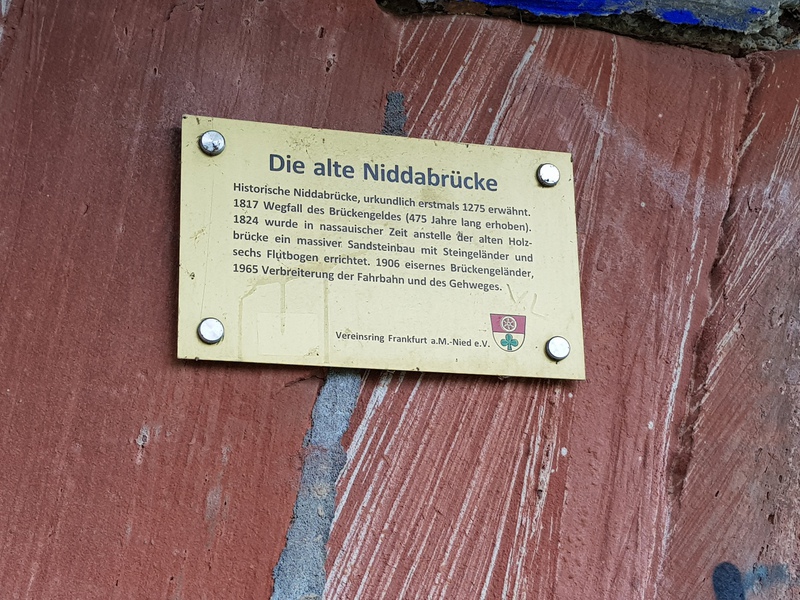 Die alte Niddabrücke
Historische Niddabrücke, urkundlich erstmals 1275 erwähnt.
1817 Wegfall des Brückengeldes (475 Jahre lang erhoben).
1824 wurde in nassauischer Zeit anstelle der alten Holz-
brücke ein massiver Sandsteinbau mit Steingeländer und
sechs Flutbogen errichtet. 1906 eisernes Brückengeländer,
1965 Verbreiterung der Fahrbahn und des Gehweges.
Vereinsring Frankfurt a.M.-Nied e.V.